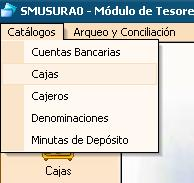 SMUSURA0 - Módulo de Tesore
Catálogos Arqueo y Conciliación
Cuentas Bancarias
Cajas
Cajeros
Denominaciones
Minutas de Depósito
Cajas